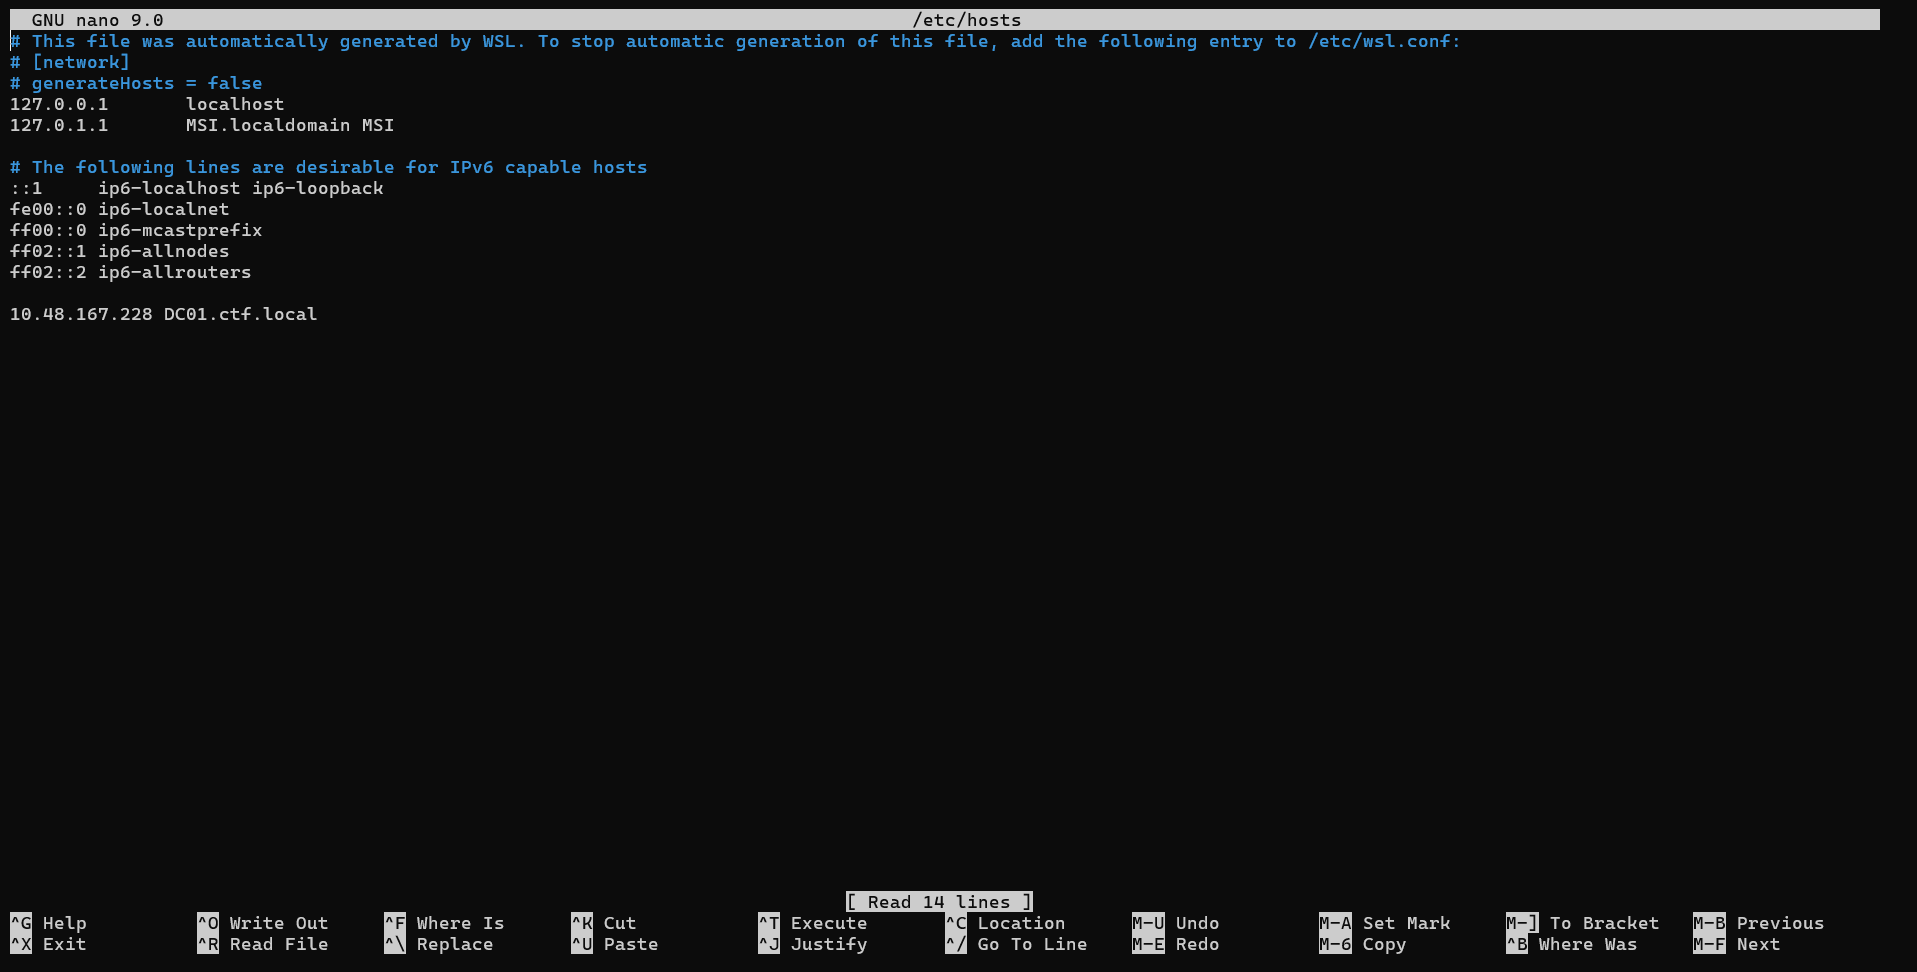 GNU nano 9.0 /etc/hosts
# This file was automatically generated by WSL. To stop automatic generation of this file, add the following entry to /etc/wsl.conf:
# [network]
# generateHosts = false
127.0.0.1       localhost
127.0.1.1       MSI.localdomain MSI
# The following lines are desirable for IPv6 capable hosts
::1     ip6-localhost ip6-loopback
fe00::0 ip6-localnet
ff00::0 ip6-mcastprefix
ff02::1 ip6-allnodes
ff02::2 ip6-allrouters
10.48.167.228 DC01.ctf.local
[ Read 14 lines ]
^G Help ^O Write Out ^F Where Is ^K Cut ^T Execute ^C Location M-U Undo M-A Set Mark M-] To Bracket M-B Previous
^X Exit ^R Read File ^\ Replace ^U Paste ^J Justify ^/ Go To Line M-E Redo M-6 Copy ^B Where Was M-F Next